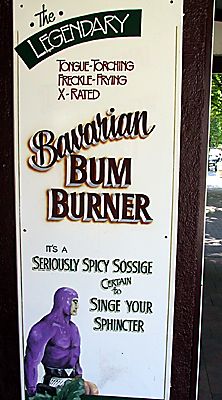 the
LEGENDARY
TONGUE-TORCHING
FRECKLE-FRYING
X-RATED
Bavarian
BUM
BURNER
IT'S A
SERIOUSLY SPICY SOSSIGE
CERTAIN
to
SINGE YOUR
SPHINCTER